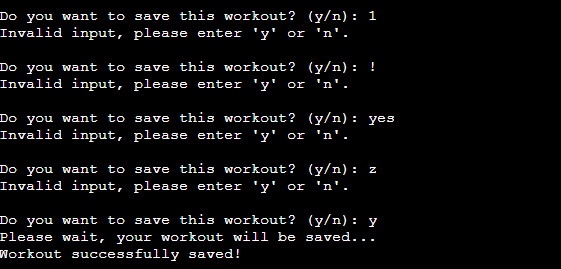 Do you want to save this workout? (y/n): 1
Invalid input, please enter 'y' or 'n'.
Do you want to save this workout? (y/n): !
Invalid input, please enter 'y' or 'n'.
Do you want to save this workout? (y/n): yes
Invalid input, please enter 'y' or 'n'.
Do you want to save this workout? (y/n): z
Invalid input, please enter 'y' or 'n'.
Do you want to save this workout? (y/n): y
Please wait, your workout will be saved...
Workout successfully saved!